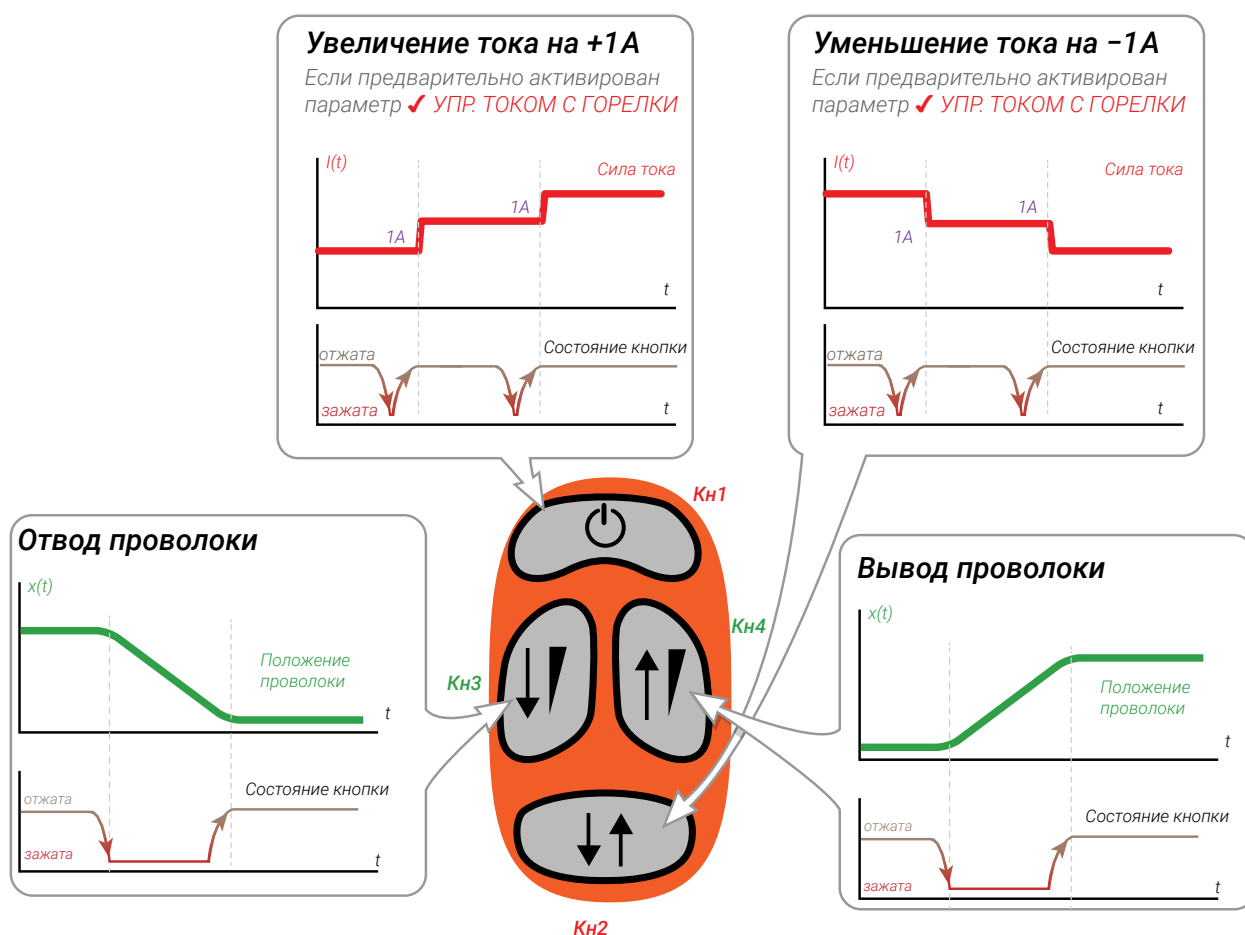 Увеличение тока на +1А
Если предварительно активирован
параметр ✓ УПР. ТОКОМ С ГОРЕЛКИ
I(t)
Сила тока
1А
1А
t
отжата
Состояние кнопки
зажата
t
Уменьшение тока на −1А
Если предварительно активирован
параметр ✓ УПР. ТОКОМ С ГОРЕЛКИ
I(t)
Сила тока
1А
1А
t
отжата
Состояние кнопки
зажата
t
Кн1
Кн4
Кн3
Кн2
Отвод проволоки
x(t)
Положение
проволоки
t
отжата
Состояние кнопки
зажата
t
Вывод проволоки
x(t)
Положение
проволоки
t
отжата
Состояние кнопки
зажата
t